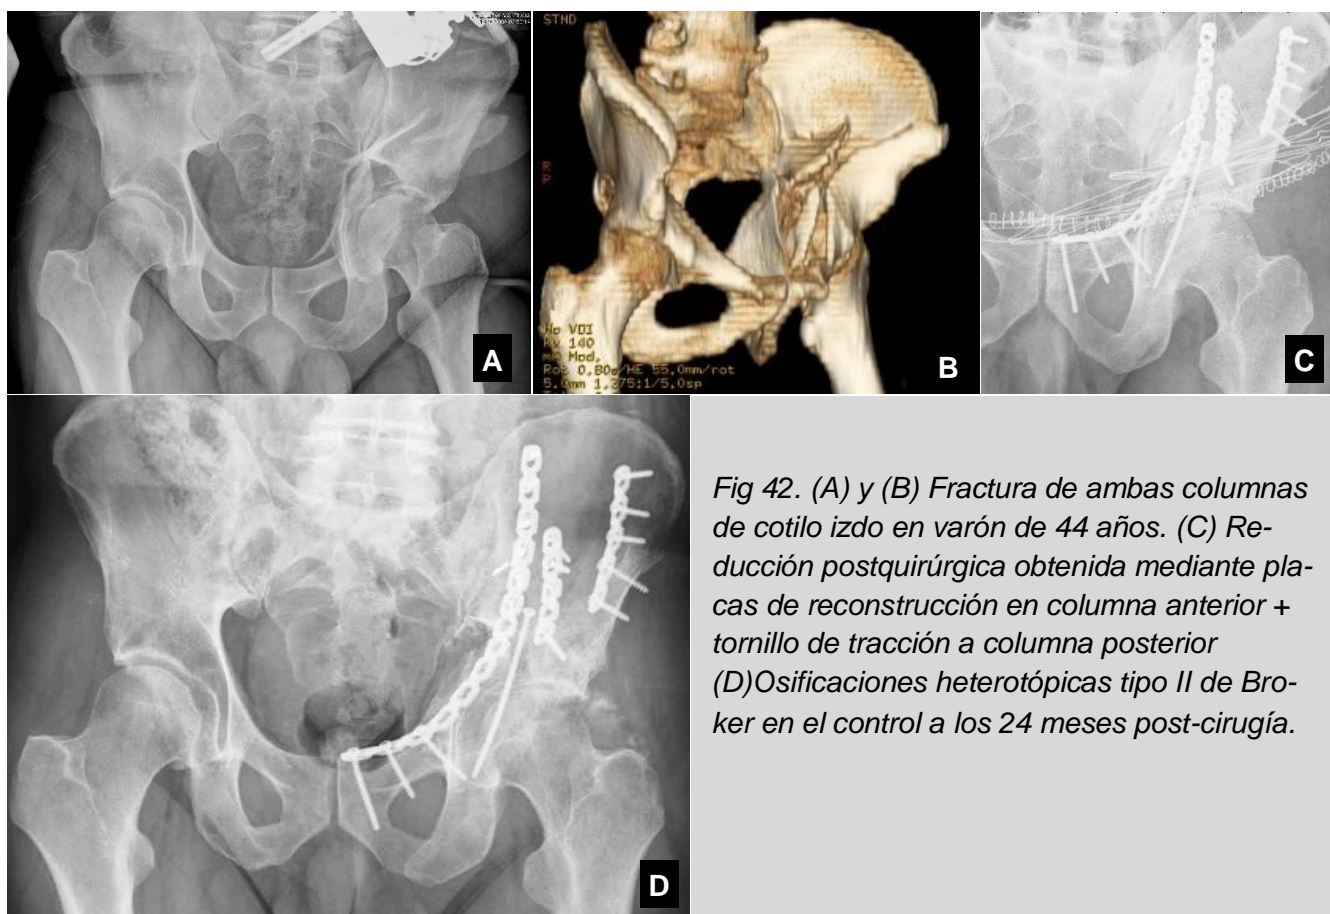 A
STND
R
P
No VOI
Kv 140
mA Mod.
Rot 0.80s/HE 55.0mm/rot
5.0mm 1.375:1/5.0sp
B
C
D
Fig 42. (A) y (B) Fractura de ambas columnas
de cotilo izdo en varón de 44 años. (C) Re-
ducción postquirúrgica obtenida mediante pla-
cas de reconstrucción en columna anterior +
tornillo de tracción a columna posterior
(D)Osificaciones heterotópicas tipo II de Bro-
ker en el control a los 24 meses post-cirugía.